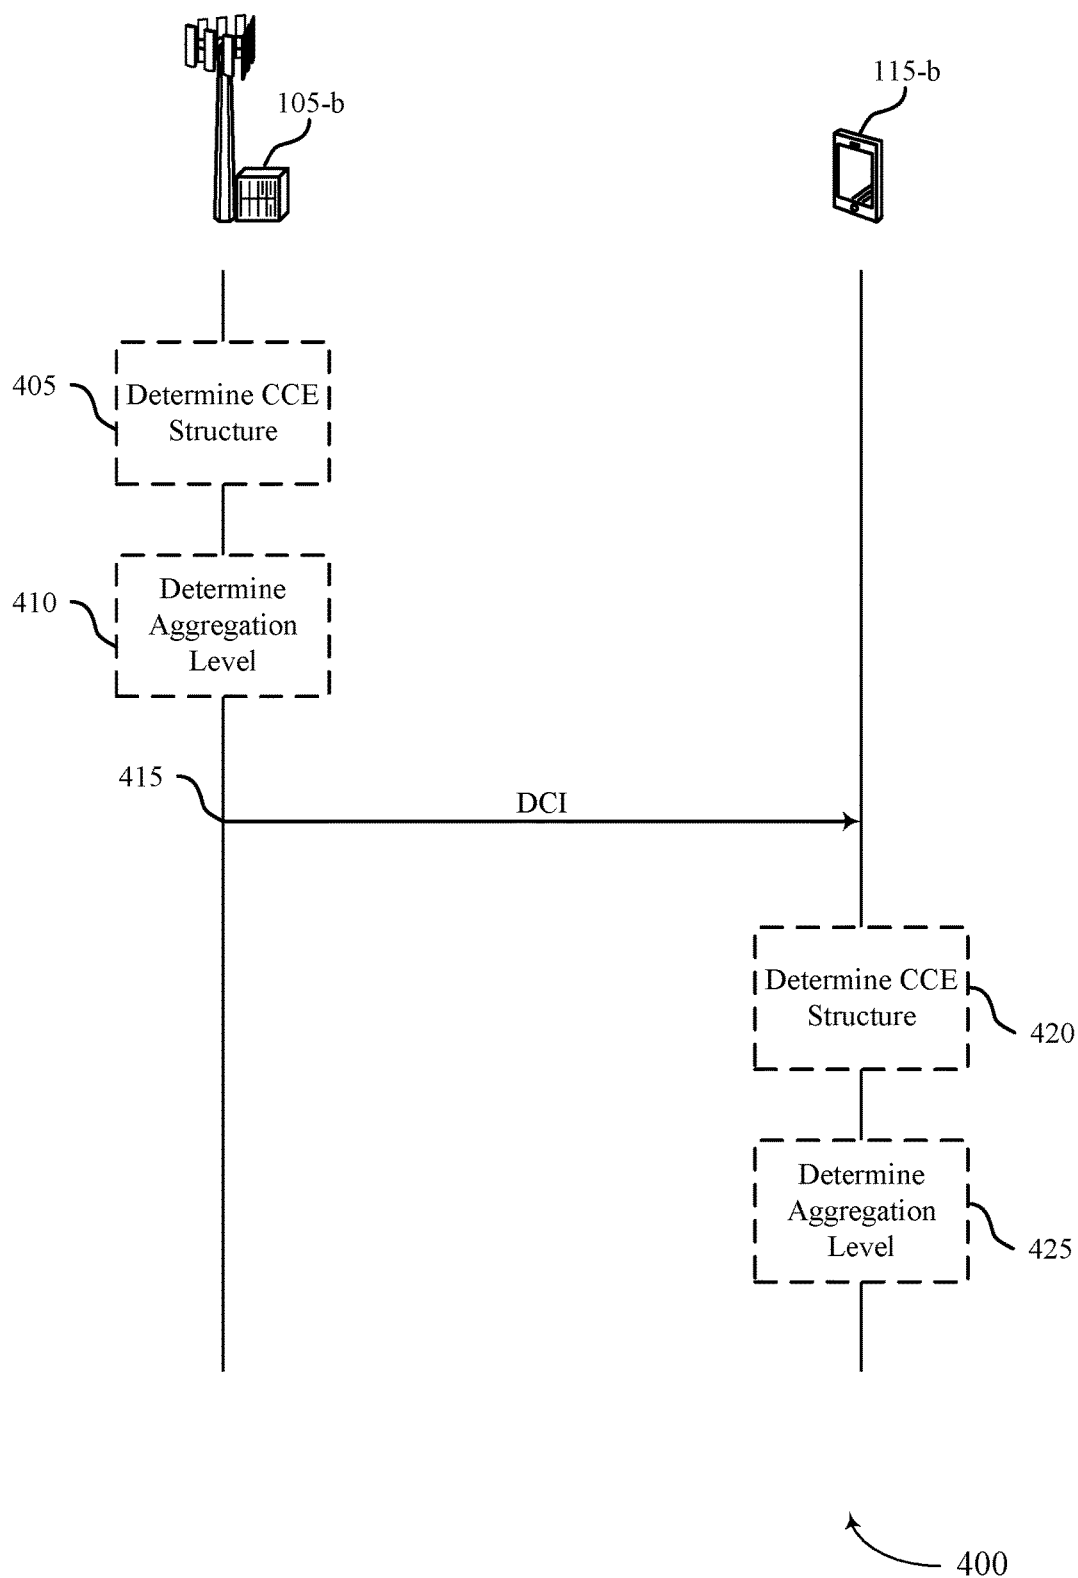 105-b
115-b
405
Determine CCE
Structure
410
Determine
Aggregation
Level
415
DCI
Determine CCE
Structure
420
Determine
Aggregation
Level
425
400